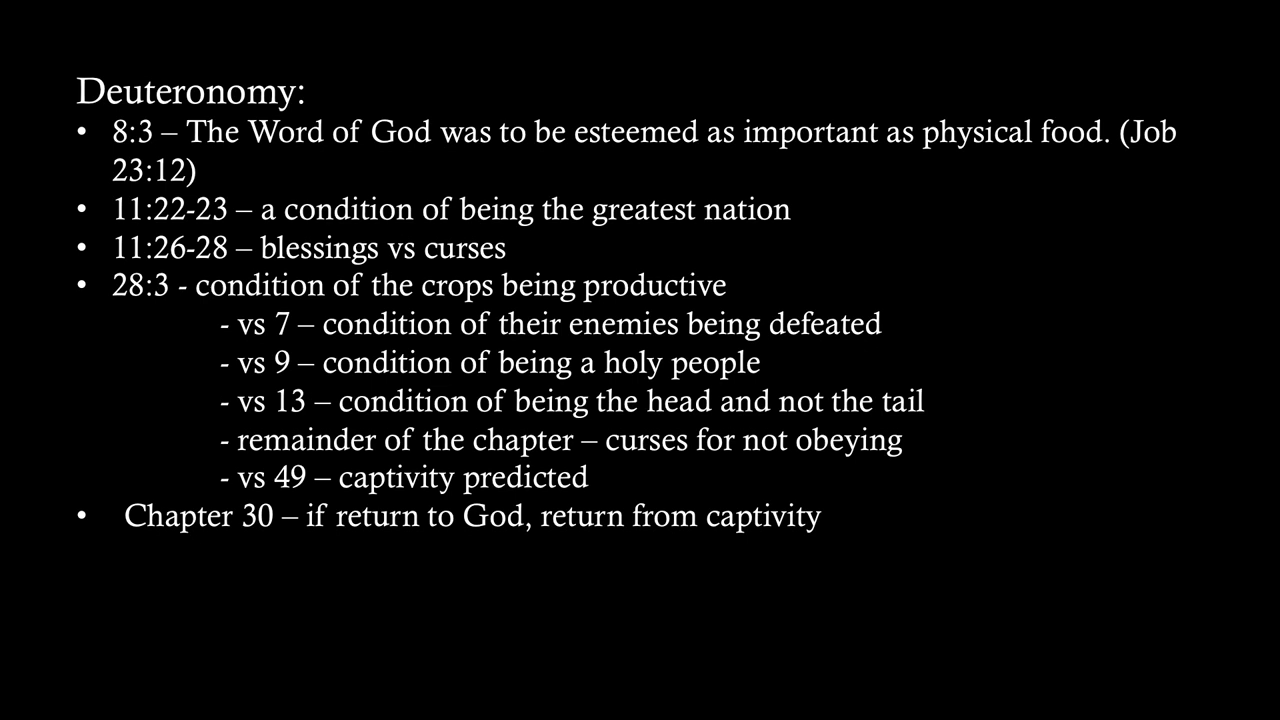 Deuteronomy:
• 8:3 – The Word of God was to be esteemed as important as physical food. (Job
23:12)
• 11:22-23 – a condition of being the greatest nation
• 11:26-28 – blessings vs curses
• 28:3 - condition of the crops being productive
- vs 7 – condition of their enemies being defeated
- vs 9 – condition of being a holy people
- vs 13 – condition of being the head and not the tail
- remainder of the chapter – curses for not obeying
- vs 49 – captivity predicted
• Chapter 30 – if return to God, return from captivity